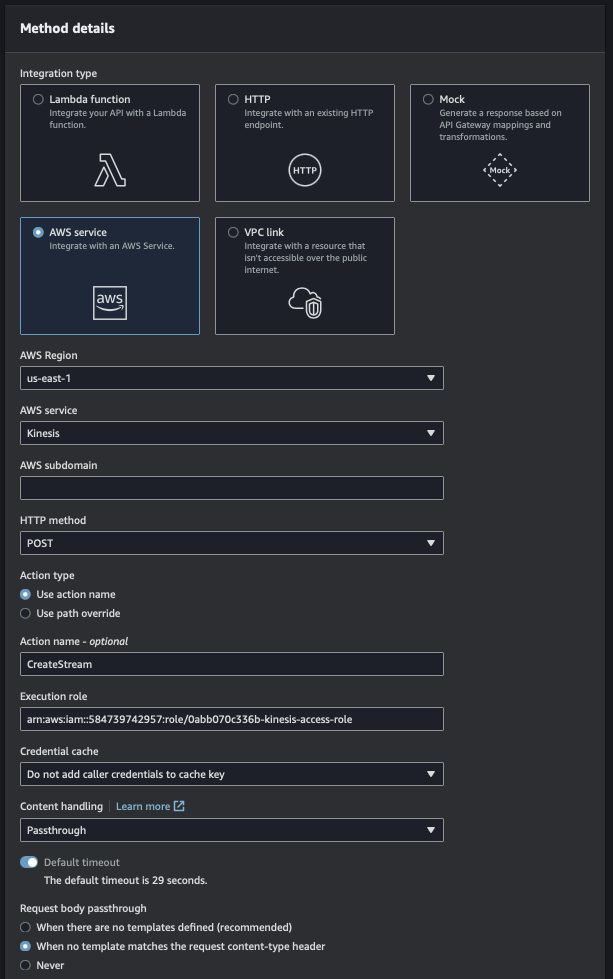 Method details
Integration type
Lambda function
Integrate your API with a Lambda
function.
HTTP
Integrate with an existing HTTP
endpoint.
HTTP
Mock
Generate a response based on
API Gateway mappings and
transformations.
Mock
AWS service
Integrate with an AWS Service.
aws
VPC link
Integrate with a resource that
isn't accessible over the public
internet.
AWS Region
us-east-1
AWS service
Kinesis
AWS subdomain
HTTP method
POST
Action type
Use action name
Use path override
Action name - optional
CreateStream
Execution role
arn:aws:iam::584739742957:role/0abb070c336b-kinesis-access-role
Credential cache
Do not add caller credentials to cache key
Content handling Learn more
Passthrough
Default timeout
The default timeout is 29 seconds.
Request body passthrough
When there are no templates defined (recommended)
When no template matches the request content-type header
Never